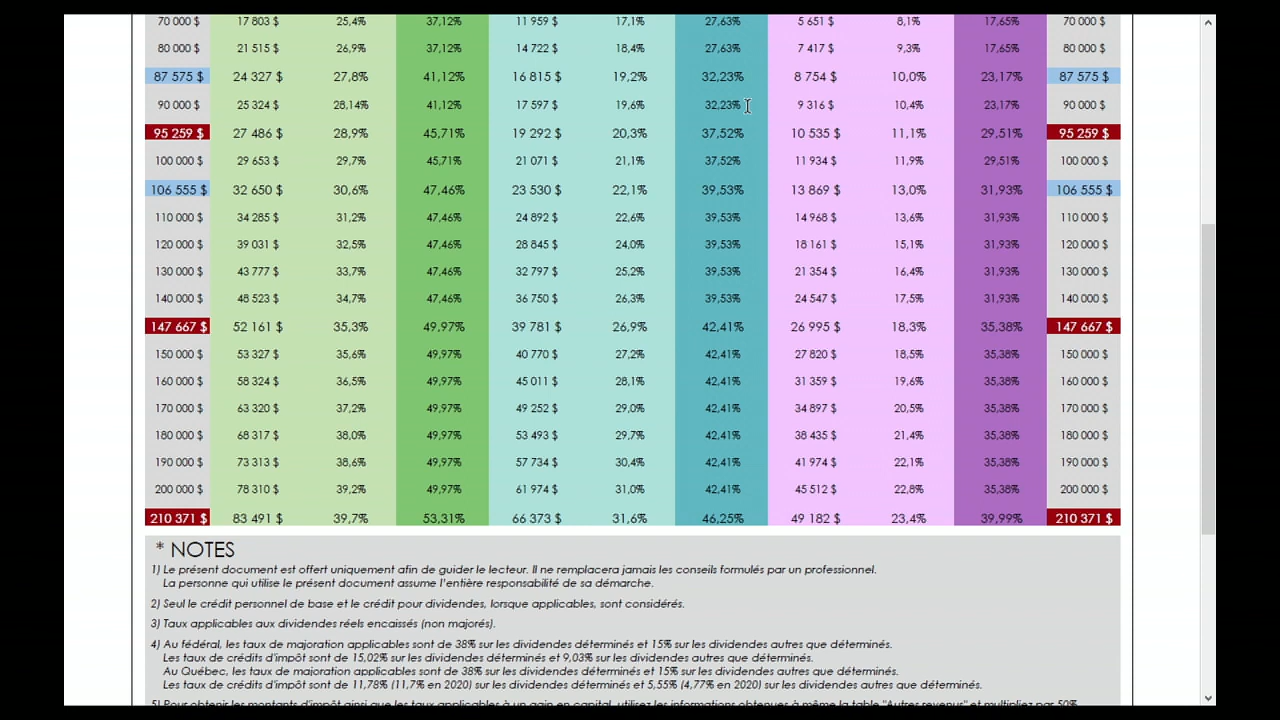 70 000 $ 17 803 $ 25,4% 37,12% 11 959 $ 17,1% 27,63% 5 651 $ 8,1% 17,65% 70 000 $
80 000 $ 21 515 $ 26,9% 37,12% 14 722 $ 18,4% 27,63% 7 417 $ 9,3% 17,65% 80 000 $
87 575 $ 24 327 $ 27,8% 41,12% 16 815 $ 19,2% 32,23% 8 754 $ 10,0% 23,17% 87 575 $
90 000 $ 25 324 $ 28,14% 41,12% 17 597 $ 19,6% 32,23% 9 316 $ 10,4% 23,17% 90 000 $
95 259 $ 27 486 $ 28,9% 45,71% 19 292 $ 20,3% 37,52% 10 535 $ 11,1% 29,51% 95 259 $
100 000 $ 29 653 $ 29,7% 45,71% 21 071 $ 21,1% 37,52% 11 934 $ 11,9% 29,51% 100 000 $
106 555 $ 32 650 $ 30,6% 47,46% 23 530 $ 22,1% 39,53% 13 869 $ 13,0% 31,93% 106 555 $
110 000 $ 34 285 $ 31,2% 47,46% 24 892 $ 22,6% 39,53% 14 968 $ 13,6% 31,93% 110 000 $
120 000 $ 39 031 $ 32,5% 47,46% 28 845 $ 24,0% 39,53% 18 161 $ 15,1% 31,93% 120 000 $
130 000 $ 43 777 $ 33,7% 47,46% 32 797 $ 25,2% 39,53% 21 354 $ 16,4% 31,93% 130 000 $
140 000 $ 48 523 $ 34,7% 47,46% 36 750 $ 26,3% 39,53% 24 547 $ 17,5% 31,93% 140 000 $
147 667 $ 52 161 $ 35,3% 49,97% 39 781 $ 26,9% 42,41% 26 995 $ 18,3% 35,38% 147 667 $
150 000 $ 53 327 $ 35,6% 49,97% 40 770 $ 27,2% 42,41% 27 820 $ 18,5% 35,38% 150 000 $
160 000 $ 58 324 $ 36,5% 49,97% 45 011 $ 28,1% 42,41% 31 359 $ 19,6% 35,38% 160 000 $
170 000 $ 63 320 $ 37,2% 49,97% 49 252 $ 29,0% 42,41% 34 897 $ 20,5% 35,38% 170 000 $
180 000 $ 68 317 $ 38,0% 49,97% 53 493 $ 29,7% 42,41% 38 435 $ 21,4% 35,38% 180 000 $
190 000 $ 73 313 $ 38,6% 49,97% 57 734 $ 30,4% 42,41% 41 974 $ 22,1% 35,38% 190 000 $
200 000 $ 78 310 $ 39,2% 49,97% 61 974 $ 31,0% 42,41% 45 512 $ 22,8% 35,38% 200 000 $
210 371 $ 83 491 $ 39,7% 53,31% 66 373 $ 31,6% 46,25% 49 182 $ 23,4% 39,99% 210 371 $
* NOTES
1) Le présent document est offert uniquement afin de guider le lecteur. Il ne remplacera jamais les conseils formulés par un professionnel.
La personne qui utilise le présent document assume l'entière responsabilité de sa démarche.
2) Seul le crédit personnel de base et le crédit pour dividendes, lorsque applicables, sont considérés.
3) Taux applicables aux dividendes réels encaissés (non majorés).
4) Au fédéral, les taux de majoration applicables sont de 38% sur les dividendes déterminés et 15% sur les dividendes autres que déterminés.
Les taux de crédits d'impôt sont de 15,02% sur les dividendes déterminés et 9,03% sur les dividendes autres que déterminés.
Au Québec, les taux de majoration applicables sont de 38% sur les dividendes déterminés et 15% sur les dividendes autres que déterminés.
Les taux de crédits d'impôt sont de 11,78% (11,7% en 2020) sur les dividendes déterminés et 5,55% (4,77% en 2020) sur les dividendes autres que déterminés.
5) Pour obtenir les montants d'impôt ainsi que les taux applicables à un gain en capital, utilisez les informations obtenues à même la table "Autres revenus" et multipliez par 50%